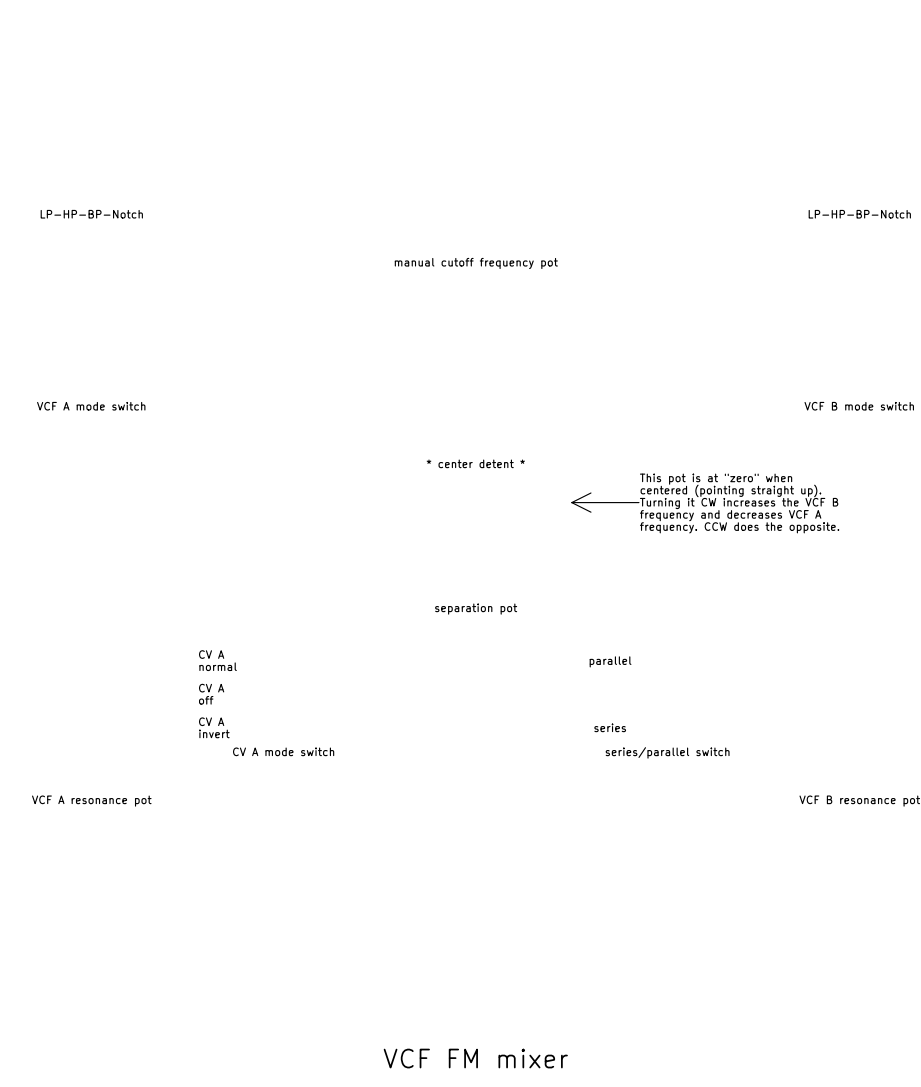 LP-HP-BP-Notch
LP-HP-BP-Notch
manual cutoff frequency pot
VCF A mode switch
VCF B mode switch
* center detent *
This pot is at "zero" when
centered (pointing straight up).
Turning it CW increases the VCF B
frequency and decreases VCF A
frequency. CCW does the opposite.
separation pot
CV A
normal
CV A
off
CV A
invert
CV A mode switch
parallel
series
series/parallel switch
VCF A resonance pot
VCF B resonance pot
VCF FM mixer